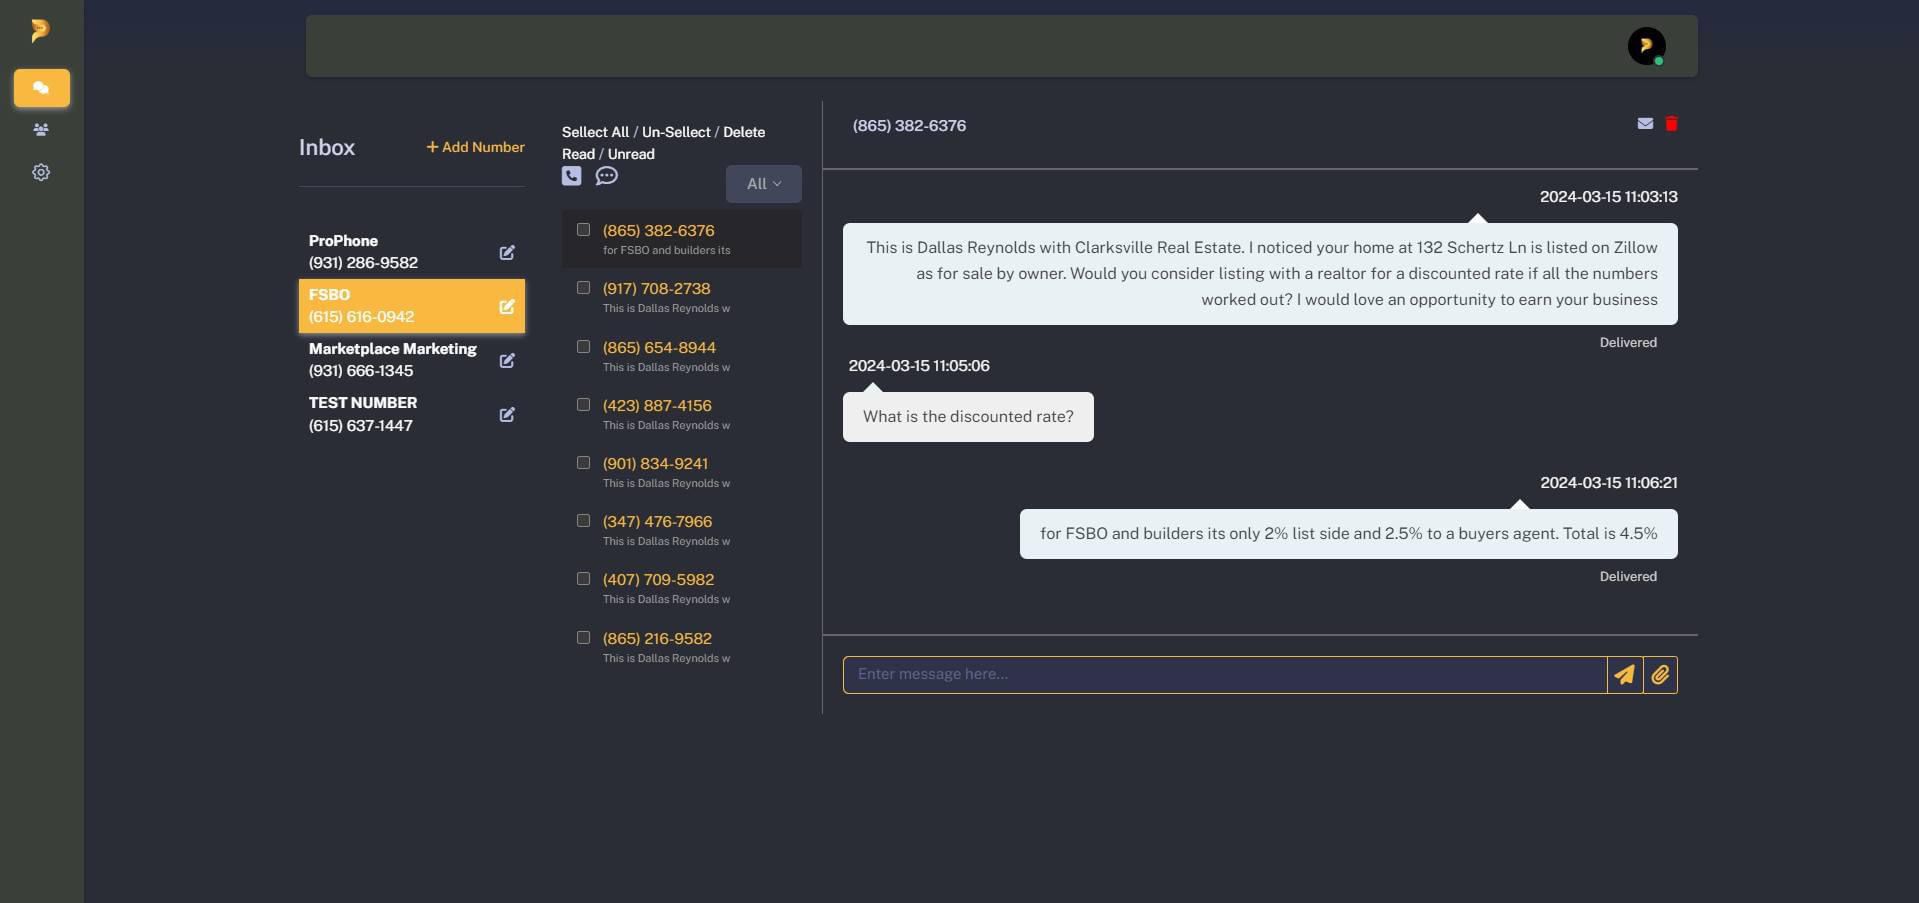 Inbox
+ Add Number
ProPhone
(931) 286-9582
FSBO
(615) 616-0942
Marketplace Marketing
(931) 666-1345
TEST NUMBER
(615) 637-1447
Sellect All / Un-Sellect / Delete
Read / Unread
All
(865) 382-6376
for FSBO and builders its
(917) 708-2738
This is Dallas Reynolds w
(865) 654-8944
This is Dallas Reynolds w
(423) 887-4156
This is Dallas Reynolds w
(901) 834-9241
This is Dallas Reynolds w
(347) 476-7966
This is Dallas Reynolds w
(407) 709-5982
This is Dallas Reynolds w
(865) 216-9582
This is Dallas Reynolds w
(865) 382-6376
2024-03-15 11:03:13
This is Dallas Reynolds with Clarksville Real Estate. I noticed your home at 132 Schertz Ln is listed on Zillow
as for sale by owner. Would you consider listing with a realtor for a discounted rate if all the numbers
worked out? I would love an opportunity to earn your business
Delivered
2024-03-15 11:05:06
What is the discounted rate?
2024-03-15 11:06:21
for FSBO and builders its only 2% list side and 2.5% to a buyers agent. Total is 4.5%
Delivered
Enter message here...